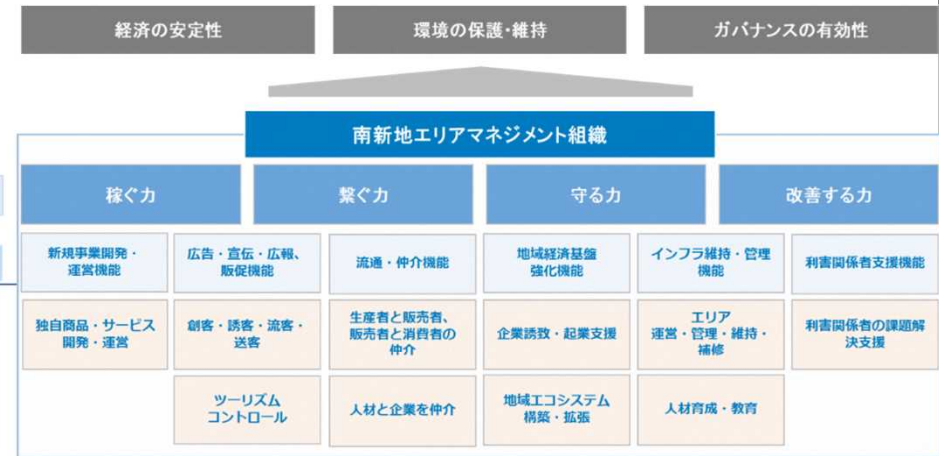 経済の安定性
環境の保護・維持
ガバナンスの有効性
南新地エリアマネジメント組織
稼ぐ力
繋ぐ力
守る力
改善する力
新規事業開発・
運営機能
広告・宣伝・広報、
販促機能
流通・仲介機能
地域経済基盤
強化機能
インフラ維持・管理
機能
利害関係者支援機能
独自商品・サービス
開発・運営
創客・誘客・流客・
送客
生産者と販売者、
販売者と消費者の
仲介
企業誘致・起業支援
エリア
運営・管理・維持・
補修
利害関係者の課題解
決支援
ツーリズム
コントロール
人材と企業を仲介
地域エコシステム
構築・拡張
人材育成・教育